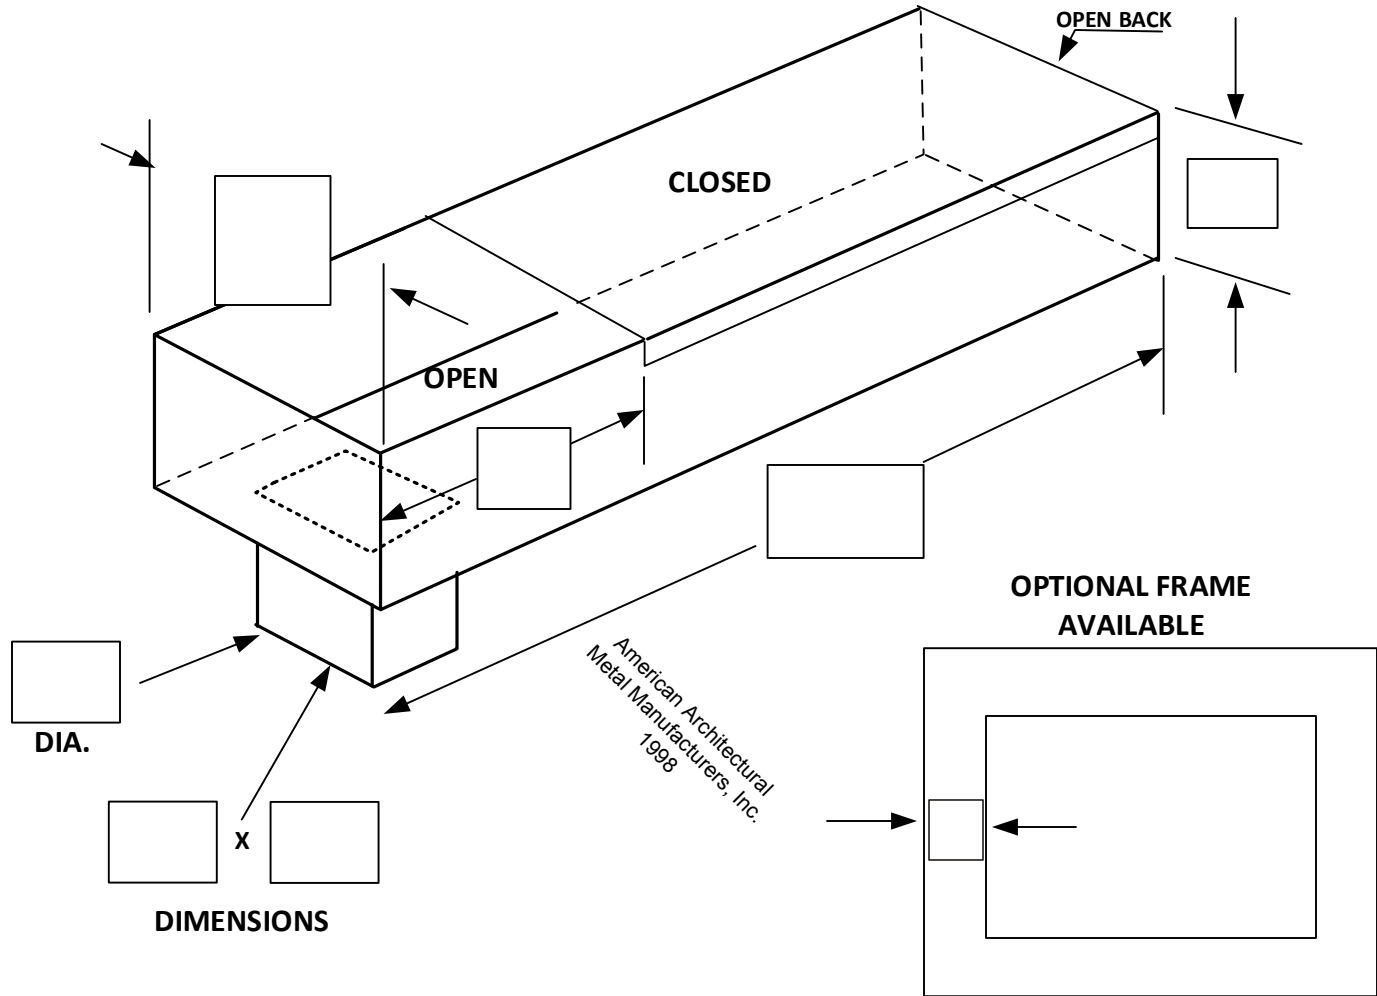 OPEN BACK
CLOSED
OPEN
OPTIONAL FRAME
AVAILABLE
American Architectural
Metal Manufacturers, Inc.
1998
DIA.
X
DIMENSIONS